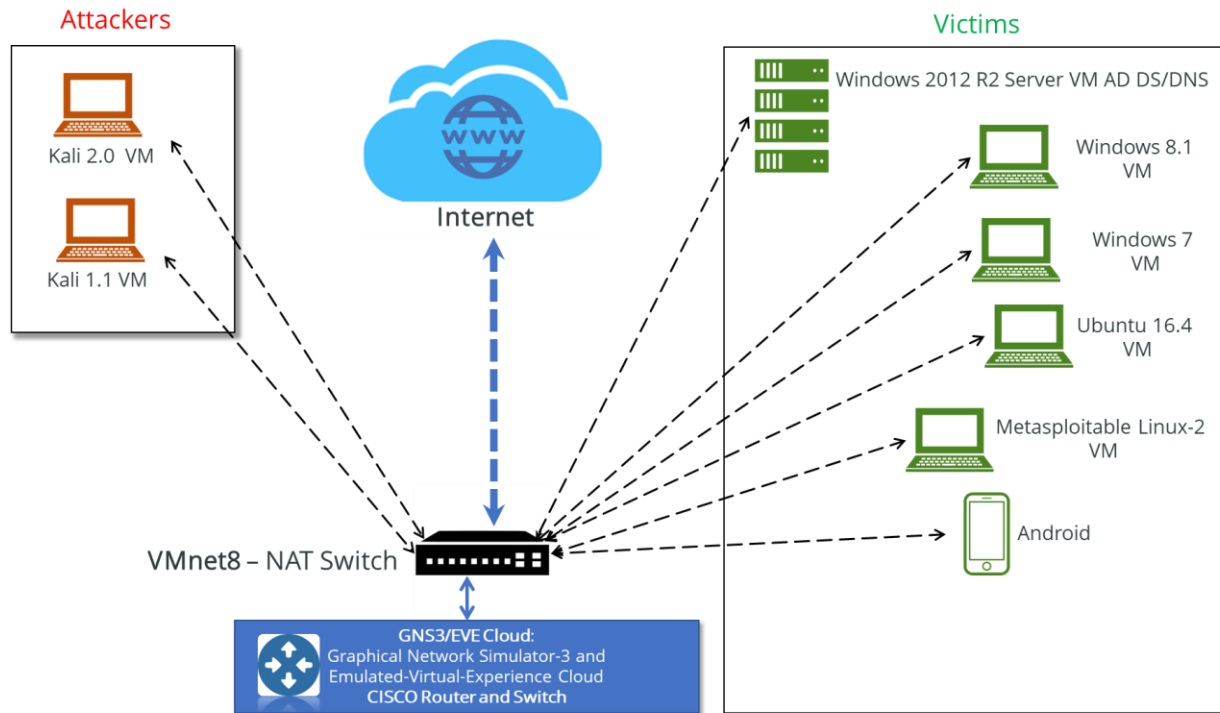 Attackers
Kali 2.0 VM
Kali 1.1 VM
www
Internet
Victims
Windows 2012 R2 Server VM AD DS/DNS
Windows 8.1
VM
Windows 7
VM
Ubuntu 16.4
VM
Metasploitable Linux-2
VM
Android
VMnet8 – NAT Switch
GNS3/EVE Cloud:
Graphical Network Simulator-3 and
Emulated-Virtual-Experience Cloud
CISCO Router and Switch